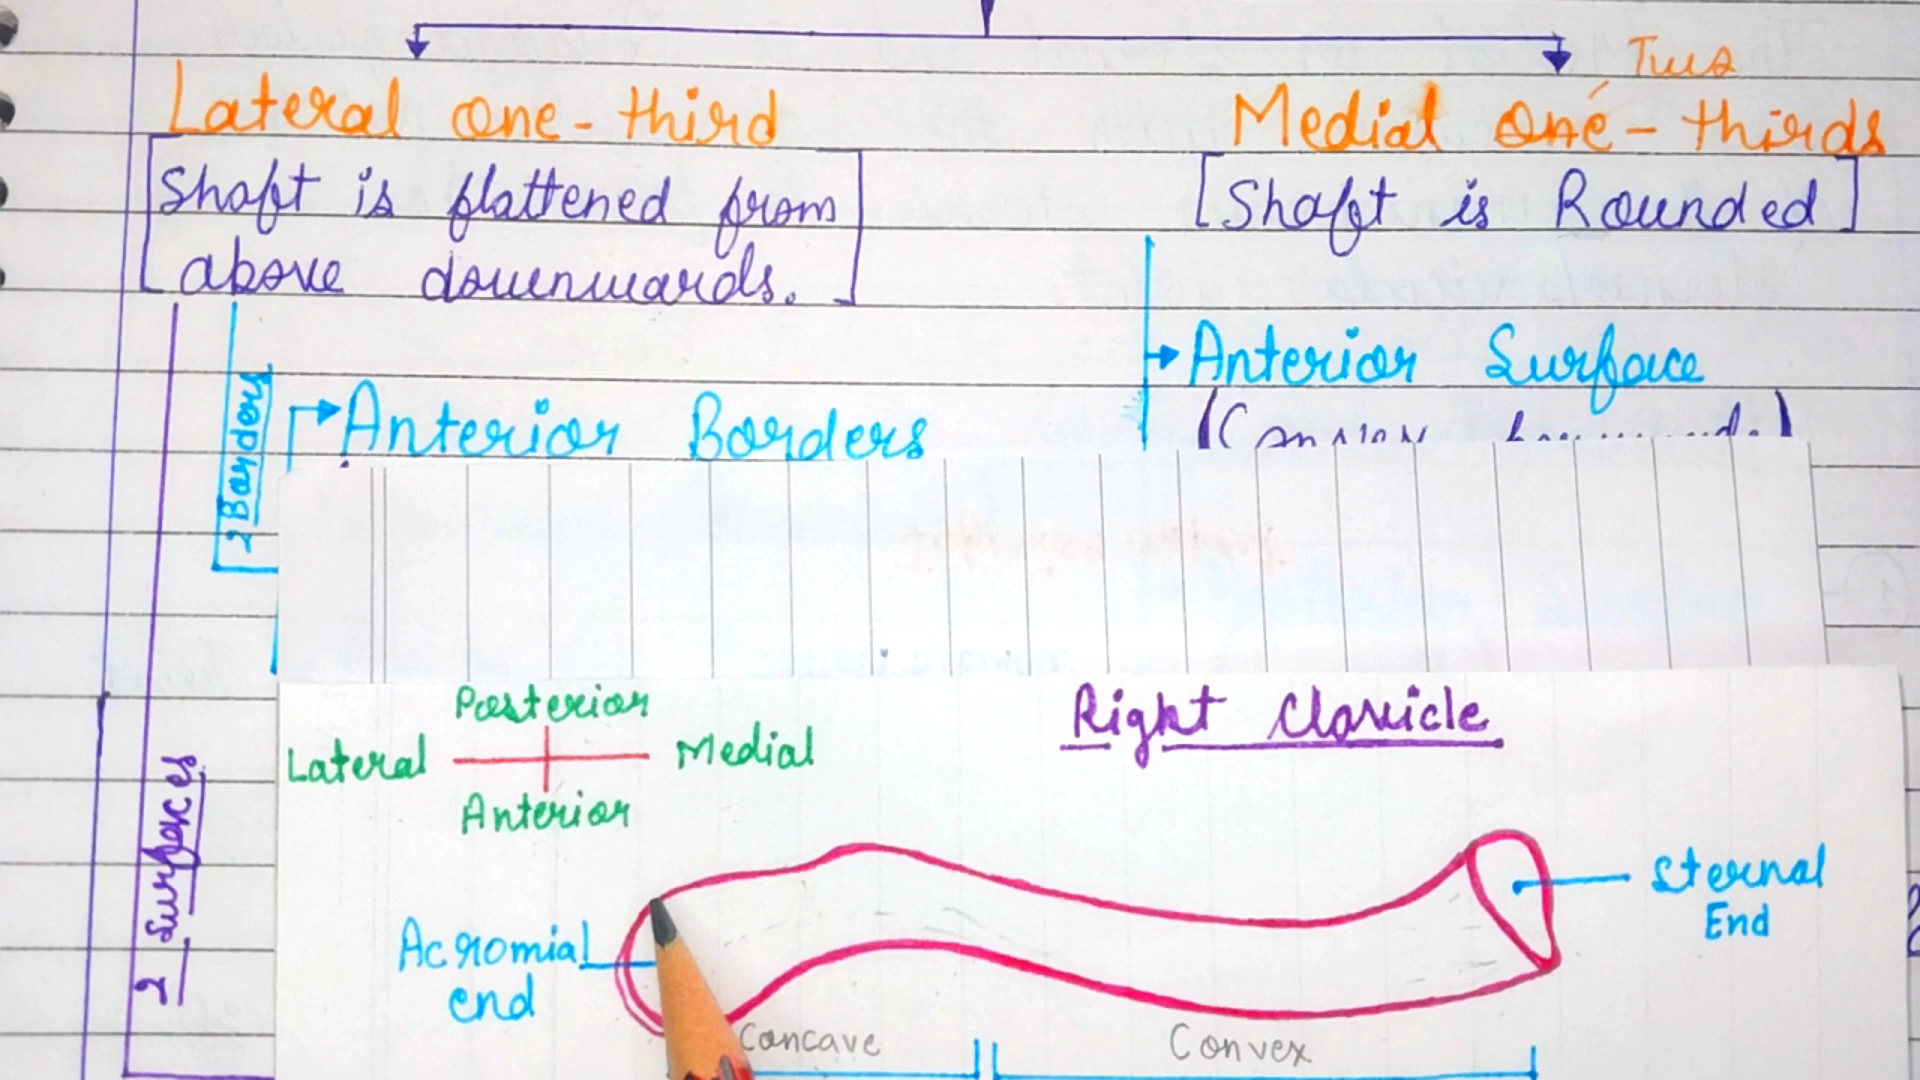 Lateral one-third
Shaft is flattened from
above downwards.
Two
Medial one-thirds
Shaft is Rounded
2 Borders
Anterior Borders
Anterior Surface
2 Surfaces
Posterior
Lateral
Medial
Anterior
Right Clavicle
Acromial
end
Sternal
End
Concave
Convex